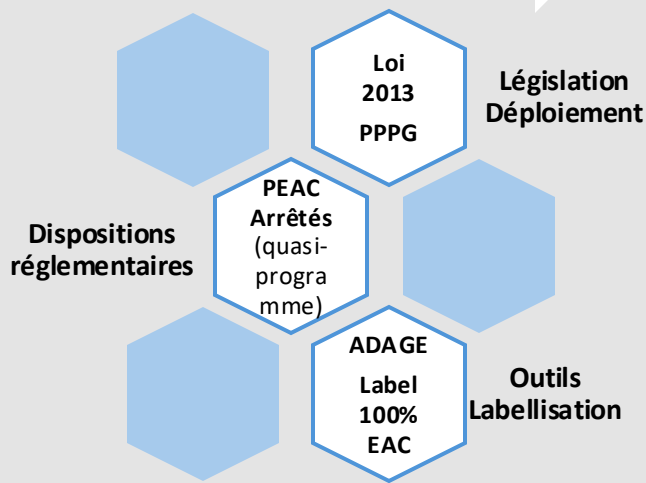 Loi
2013
PPPG
Législation
Déploiement
PEAC
Arrêtés
(quasi-
progra
mme)
Dispositions
réglementaires
ADAGE
Label
100%
EAC
Outils
Labellisation